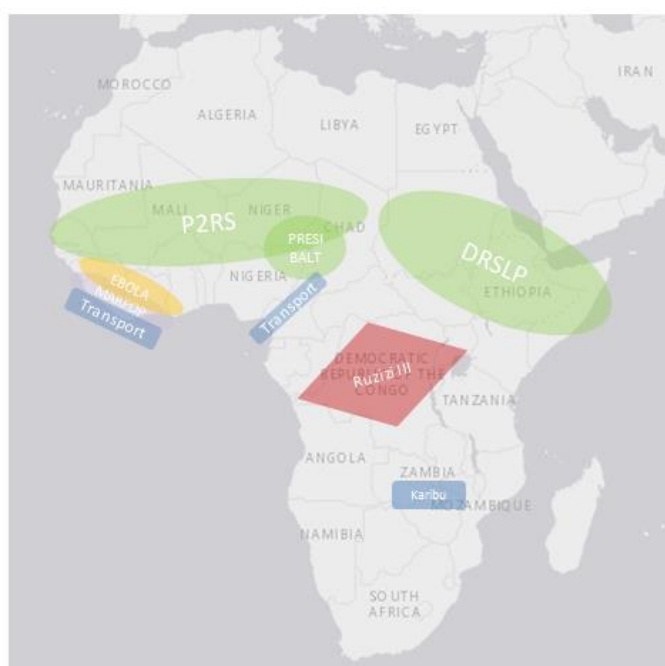 IRAN
MOROCCO
ALGERIA
LIBYA
EGYPT
MAURITANIA
MALI
NIGER
CHAD
P2RS
PRESI
BALT
DRSLP
NIGERIA
ETHIOPIA
EBOLA
Transport
Transport
DEMOCRATIC
REPUBLIC OF THE
CONGO
Ruzizi III
TANZANIA
ANGOLA
ZAMBIA
Karibu
MOZAMBIQUE
NAMIBIA
SOUTH
AFRICA